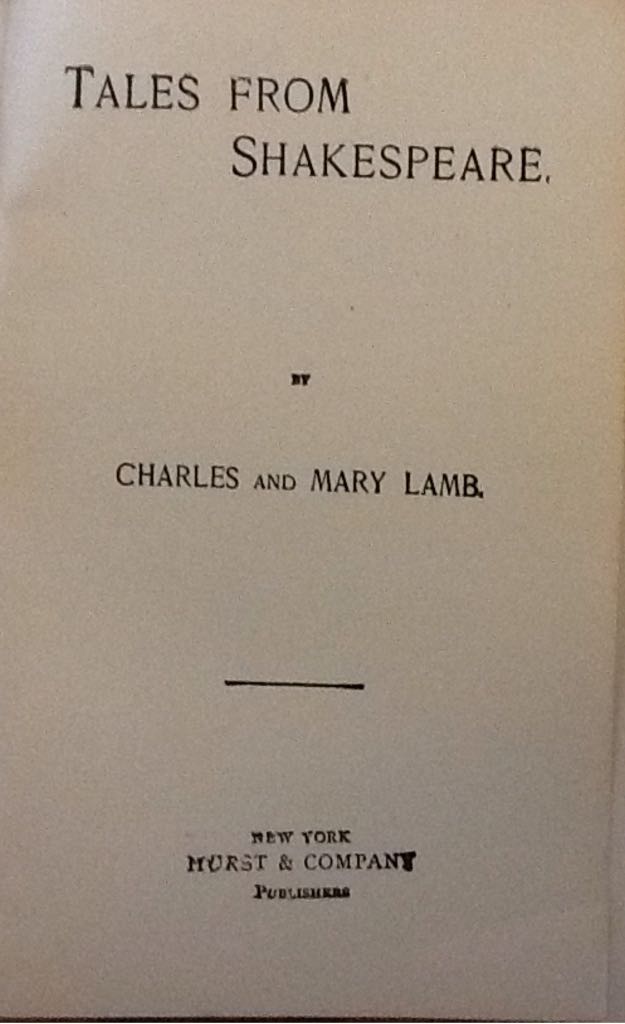 TALES FROM
SHAKESPEARE.
BY
CHARLES AND MARY LAMB.
NEW YORK
HURST & COMPANY
PUBLISHERS